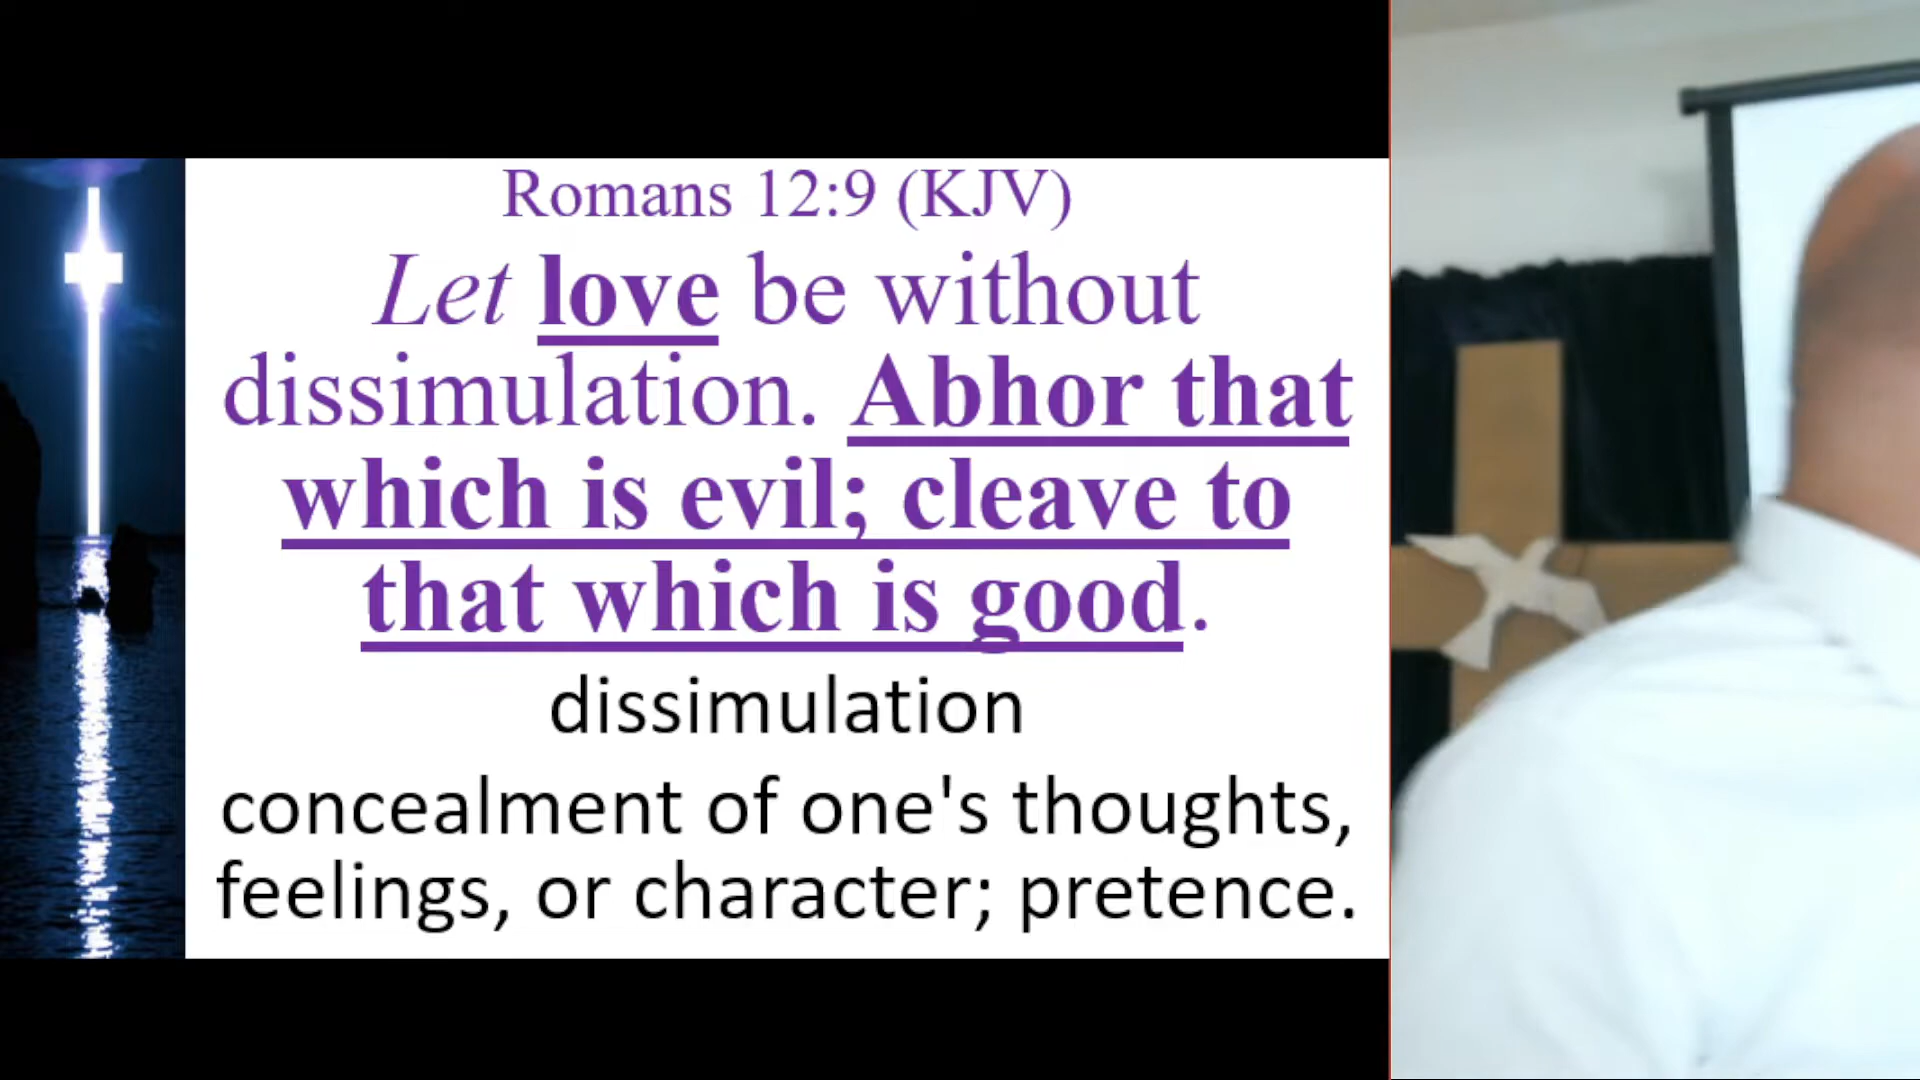 Romans 12:9 (KJV)
Let love be without
dissimulation. Abhor that
which is evil; cleave to
that which is good.
dissimulation
concealment of one's thoughts,
feelings, or character; pretence.